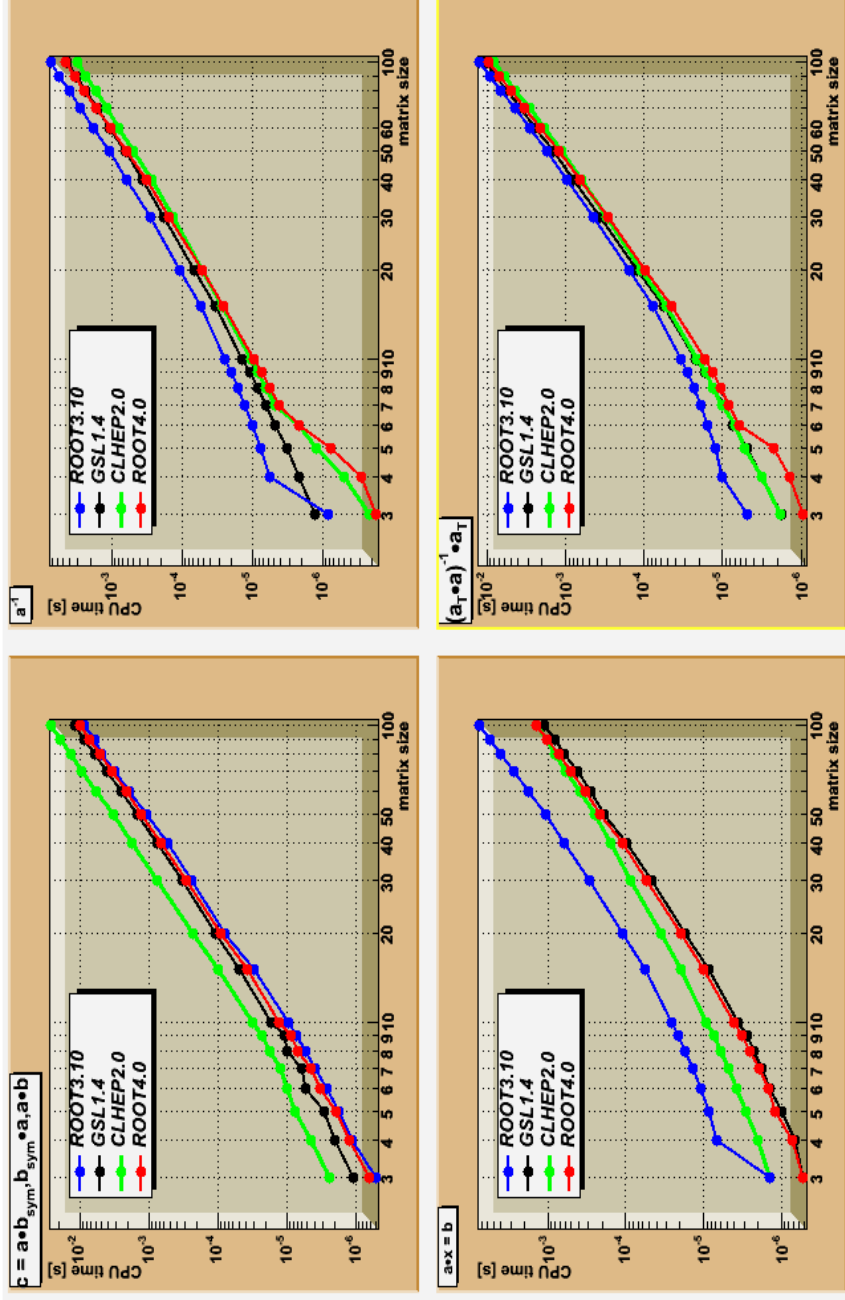 c = a•b_sym,b_sym•a,a•b
CPU time [s]
10^-2
ROOT3.10
GSL1.4
CLHEP2.0
ROOT4.0
10^-3
10^-4
10^-5
10^-6
3 4 5 6 7 8 9 10 20 30 40 50 100
matrix size
a^-1
CPU time [s]
ROOT3.10
GSL1.4
CLHEP2.0
ROOT4.0
10^-3
10^-4
10^-5
10^-6
3 4 5 6 7 8 9 10 20 30 40 50 60 100
matrix size
a•x = b
CPU time [s]
ROOT3.10
GSL1.4
CLHEP2.0
ROOT4.0
10^-3
10^-4
10^-5
10^-6
3 4 5 6 7 8 9 10 20 30 40 50 100
matrix size
(a_T•a)^-1•a_T
CPU time [s]
10^-2
ROOT3.10
GSL1.4
CLHEP2.0
ROOT4.0
10^-3
10^-4
10^-5
10^-6
3 4 5 6 7 8 9 10 20 30 40 50 60 100
matrix size